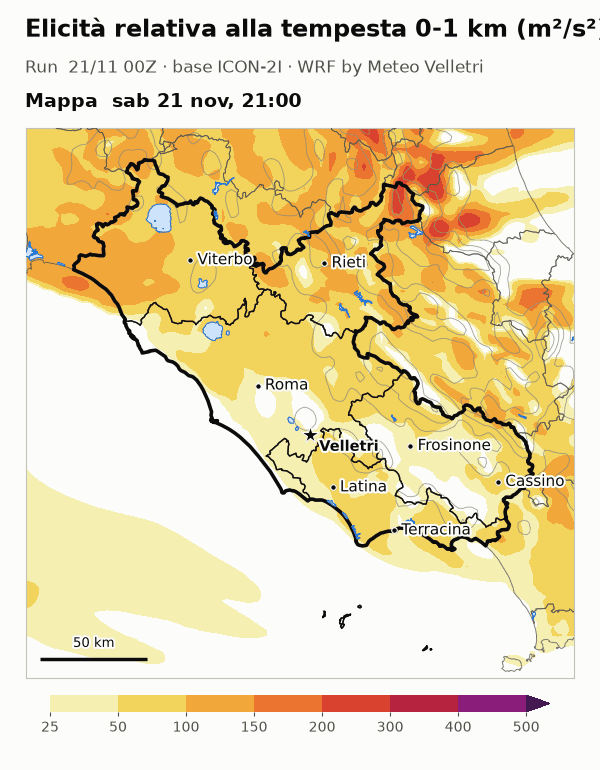 Elicità relativa alla tempesta 0-1 km (m²/s²)
Run  21/11 00Z · base ICON-2I · WRF by Meteo Velletri
Mappa  sab 21 nov, 21:00
Viterbo
Rieti
Roma
Velletri
Frosinone
Latina
Cassino
Terracina
50 km
25 50 100 150 200 300 400 500